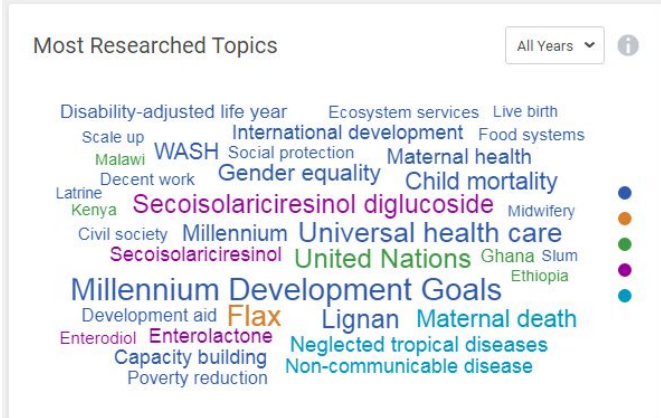 Most Researched Topics
All Years
Disability-adjusted life year Ecosystem services Live birth
Scale up International development Food systems
Malawi WASH Social protection Maternal health
Decent work Gender equality Child mortality
Latrine Secoisolariciresinol diglucoside
Kenya Midwifery
Civil society Millennium Universal health care
Secoisolariciresinol United Nations Ghana Slum
Ethiopia
Millennium Development Goals
Development aid Flax Lignan Maternal death
Enterodiol Enterolactone Neglected tropical diseases
Capacity building Non-communicable disease
Poverty reduction